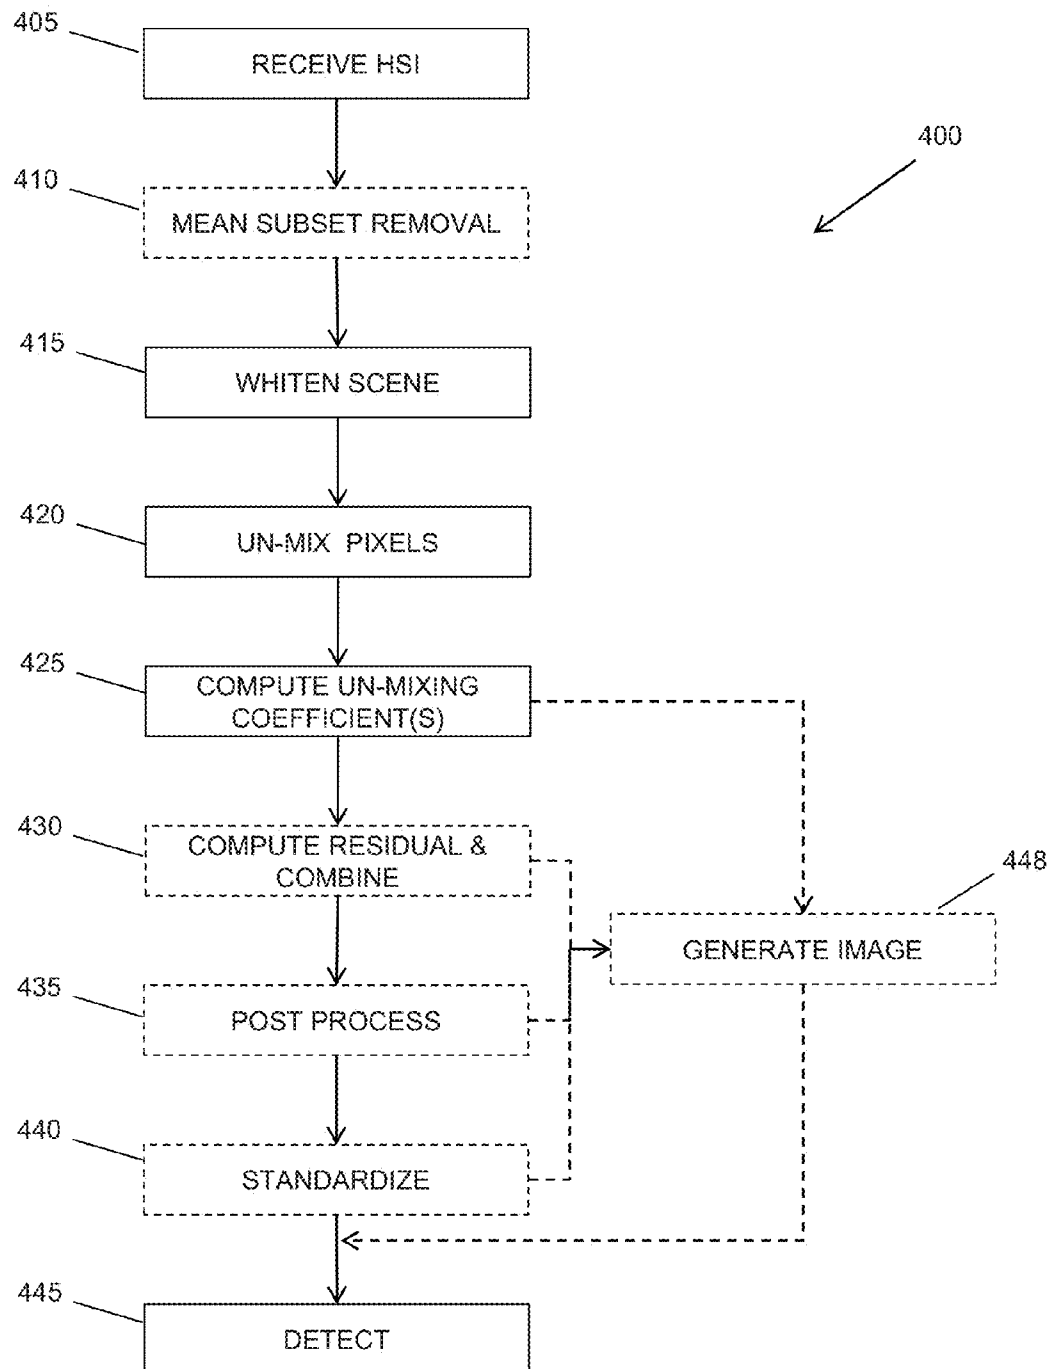 405
RECEIVE HSI
400
410
MEAN SUBSET REMOVAL
415
WHITEN SCENE
420
UN-MIX PIXELS
425
COMPUTE UN-MIXING
COEFFICIENT(S)
430
COMPUTE RESIDUAL &
COMBINE
448
GENERATE IMAGE
435
POST PROCESS
440
STANDARDIZE
445
DETECT